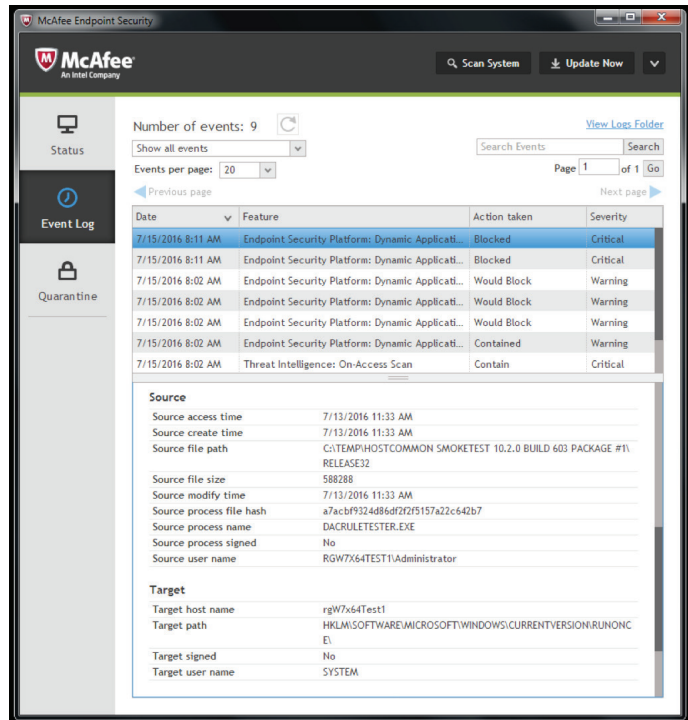 McAfee Endpoint Security
McAfee
An Intel Company
Scan System
Update Now
Status
Event Log
Quarantine
Number of events: 9
View Logs Folder
Show all events
Search Events
Search
Events per page: 20
Page 1 of 1 Go
Previous page
Next page
Date Feature Action taken Severity
7/15/2016 8:11 AM Endpoint Security Platform: Dynamic Applicati... Blocked Critical
7/15/2016 8:11 AM Endpoint Security Platform: Dynamic Applicati... Blocked Critical
7/15/2016 8:02 AM Endpoint Security Platform: Dynamic Applicati... Would Block Warning
7/15/2016 8:02 AM Endpoint Security Platform: Dynamic Applicati... Would Block Warning
7/15/2016 8:02 AM Endpoint Security Platform: Dynamic Applicati... Would Block Warning
7/15/2016 8:02 AM Endpoint Security Platform: Dynamic Applicati... Contained Warning
7/15/2016 8:02 AM Threat Intelligence: On-Access Scan Contain Critical
Source
Source access time 7/13/2016 11:33 AM
Source create time 7/13/2016 11:33 AM
Source file path C:\TEMP\HOSTCOMMON SMOKETEST 10.2.0 BUILD 603 PACKAGE #1\
RELEASE32
Source file size 588288
Source modify time 7/13/2016 11:33 AM
Source process file hash a7acbf9324d86df2f2f5157a22c642b7
Source process name DACRULETESTER.EXE
Source process signed No
Source user name RGW7X64TEST1\Administrator
Target
Target host name rgW7x64Test1
Target path HKLM\SOFTWARE\MICROSOFT\WINDOWS\CURRENTVERSION\RUNONC
E\
Target signed No
Target user name SYSTEM